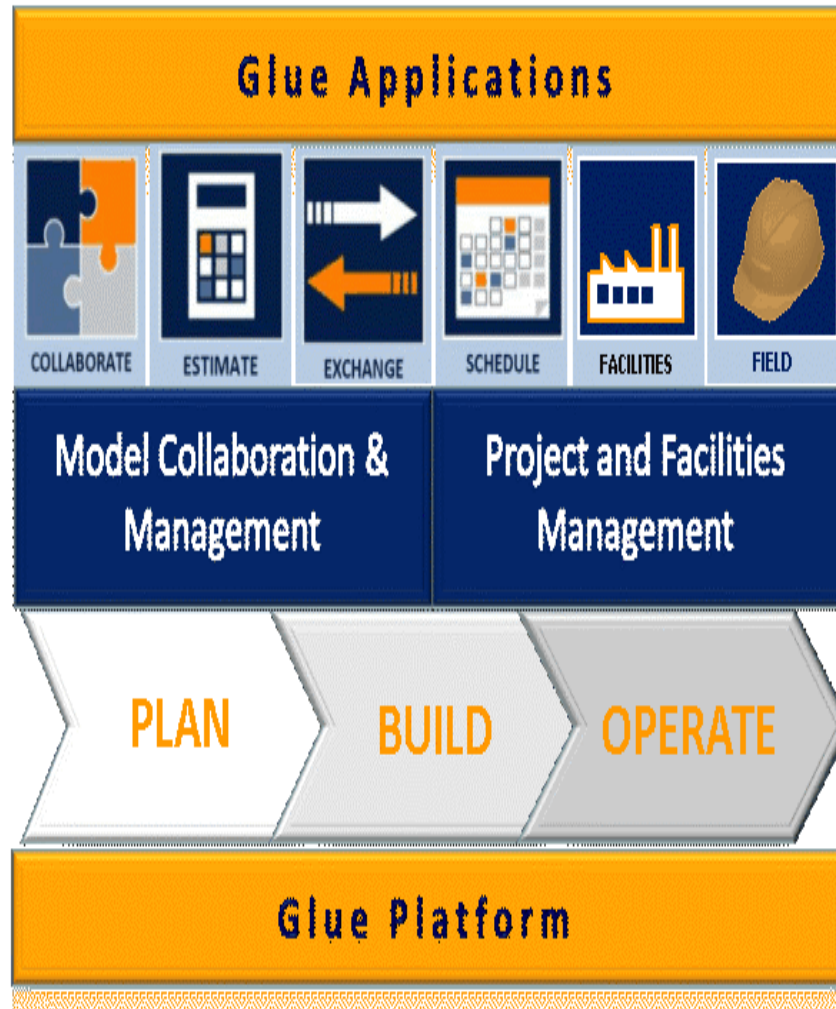 Glue Applications
COLLABORATE
ESTIMATE
EXCHANGE
SCHEDULE
FACILITIES
FIELD
Model Collaboration &
Management
Project and Facilities
Management
PLAN
BUILD
OPERATE
Glue Platform